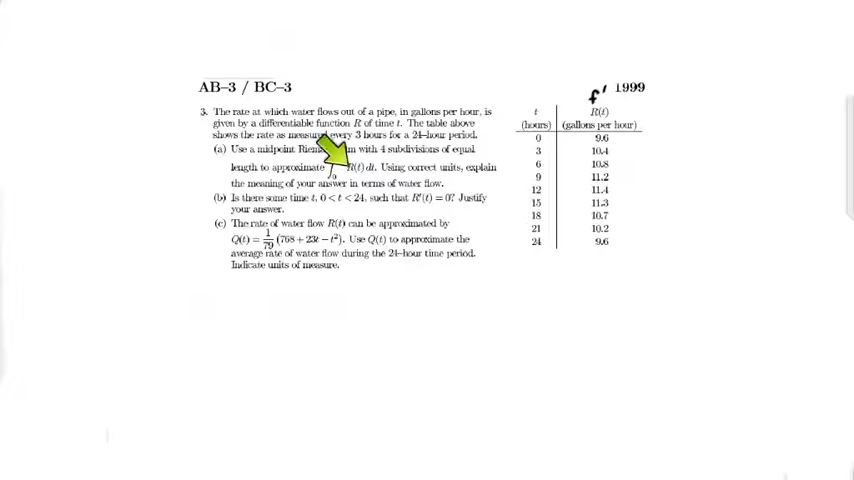 AB–3 / BC–3
f' 1999
3. The rate at which water flows out of a pipe, in gallons per hour, is
given by a differentiable function R of time t. The table above
shows the rate as measured every 3 hours for a 24–hour period.
(a) Use a midpoint with 4 subdivisions of equal
length to approximate ∫0 R(t) dt. Using correct units, explain
the meaning of your answer in terms of water flow.
(b) Is there some time t, 0 < t < 24, such that R'(t) = 0? Justify
your answer.
(c) The rate of water flow R(t) can be approximated by
Q(t) = 1/79 (768 + 23t − t²). Use Q(t) to approximate the
average rate of water flow during the 24–hour time period.
Indicate units of measure.
t R(t)
(hours) (gallons per hour)
0 9.6
3 10.4
6 10.8
9 11.2
12 11.4
15 11.3
18 10.7
21 10.2
24 9.6